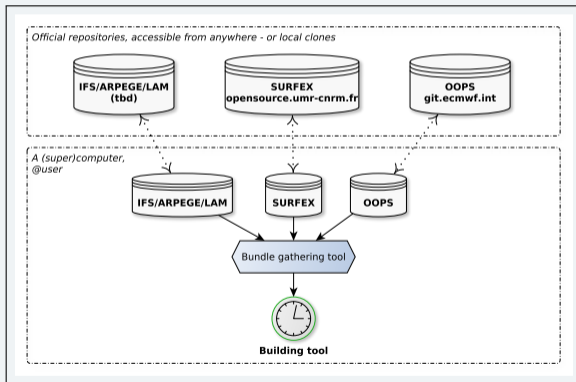 Official repositories, accessible from anywhere - or local clones
IFS/ARPEGE/LAM
(tbd)
SURFEX
opensource.umr-cnrm.fr
OOPS
git.ecmwf.int
A (super)computer,
@user
IFS/ARPEGE/LAM
SURFEX
OOPS
Bundle gathering tool
Building tool